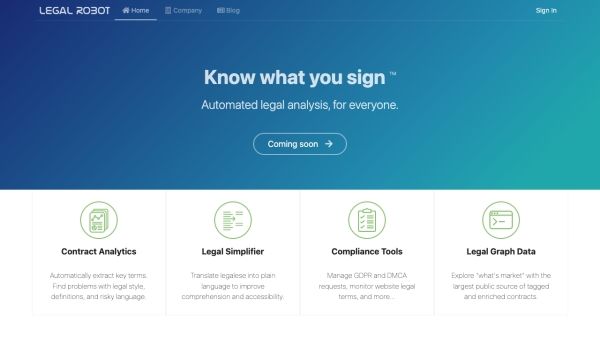 LEGAL ROBOT Home Company Blog Sign In
Know what you sign ™
Automated legal analysis, for everyone.
Coming soon
Contract Analytics
Automatically extract key terms.
Find problems with legal style,
definitions, and risky language.
Legal Simplifier
Translate legalese into plain
language to improve
comprehension and accessibility.
Compliance Tools
Manage GDPR and DMCA
requests, monitor website legal
terms, and more...
Legal Graph Data
Explore "what's market" with the
largest public source of tagged
and enriched contracts.